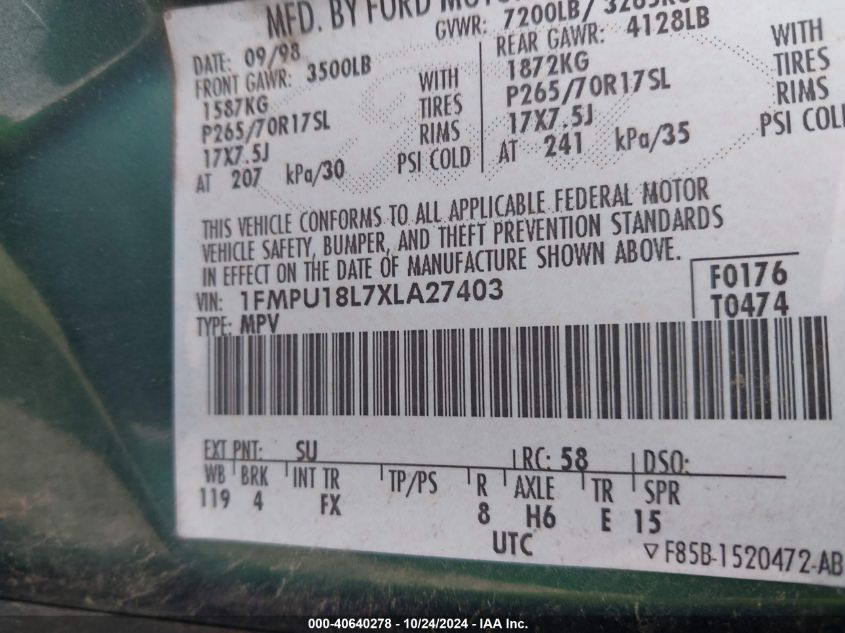 MFD. BY FORD MOTO
GVWR: 7200LB/ 3265KG
DATE: 09/98
FRONT GAWR: 3500LB
1587KG WITH
P265/70R17SL TIRES
17X7.5J RIMS
AT 207 kPa/30 PSI COLD
REAR GAWR: 4128LB
1872KG WITH
P265/70R17SL TIRES
17X7.5J RIMS
AT 241 kPa/35 PSI COLD
THIS VEHICLE CONFORMS TO ALL APPLICABLE FEDERAL MOTOR
VEHICLE SAFETY, BUMPER, AND THEFT PREVENTION STANDARDS
IN EFFECT ON THE DATE OF MANUFACTURE SHOWN ABOVE.
VIN: 1FMPU18L7XLA27403
TYPE: MPV
F0176
T0474
EXT PNT: SU RC: 58 DSO:
WB BRK INT TR TP/PS R AXLE TR SPR
119 4 FX 8 H6 E 15
UTC
▽ F85B-1520472-AB
000-40640278 - 10/24/2024 - IAA Inc.